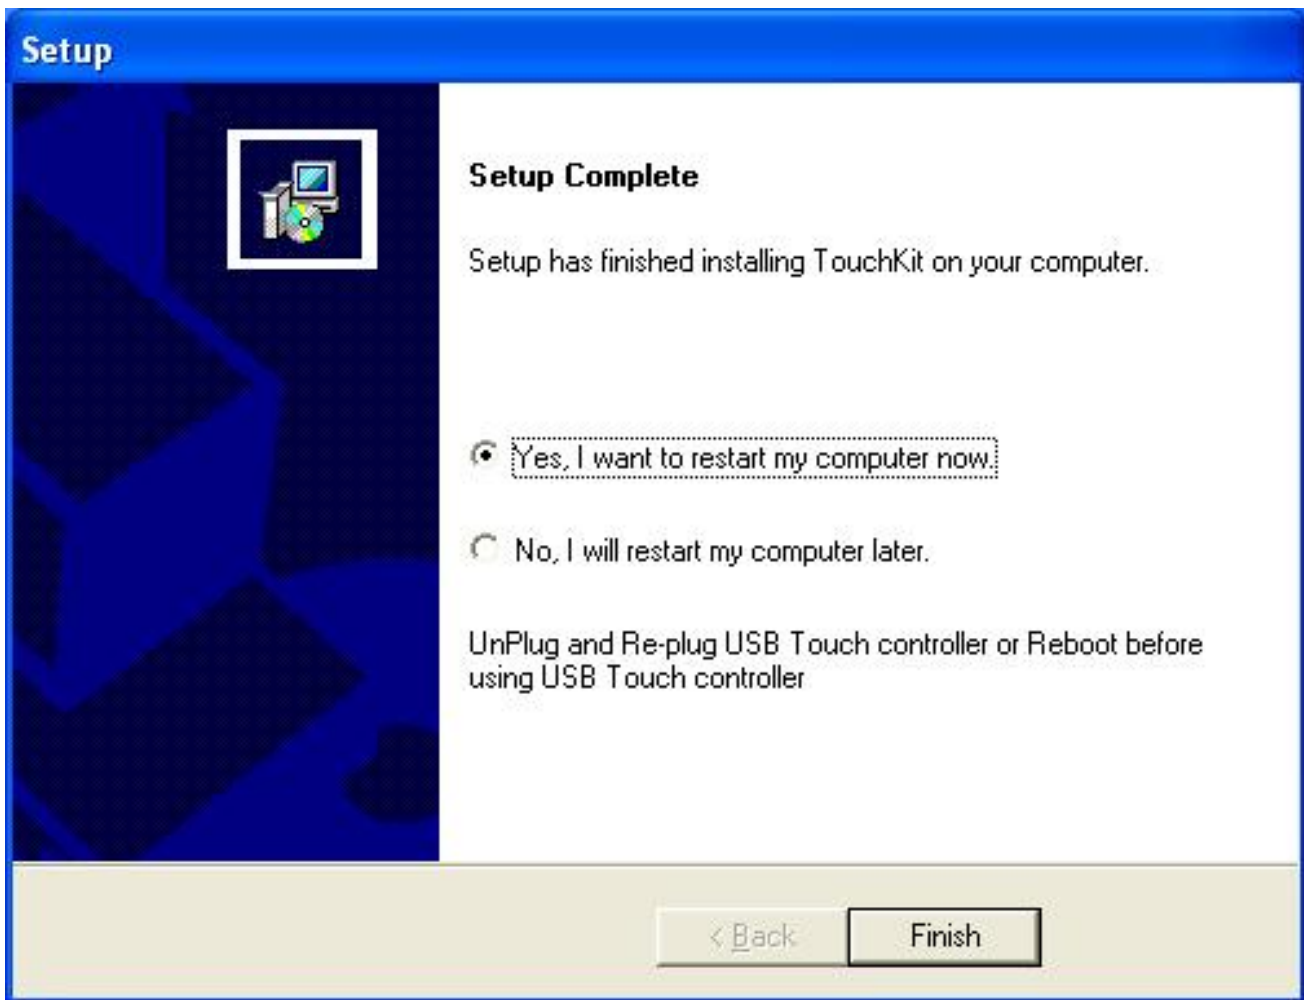 Setup
Setup Complete
Setup has finished installing TouchKit on your computer.
Yes, I want to restart my computer now.
No, I will restart my computer later.
UnPlug and Re-plug USB Touch controller or Reboot before
using USB Touch controller
< Back
Finish